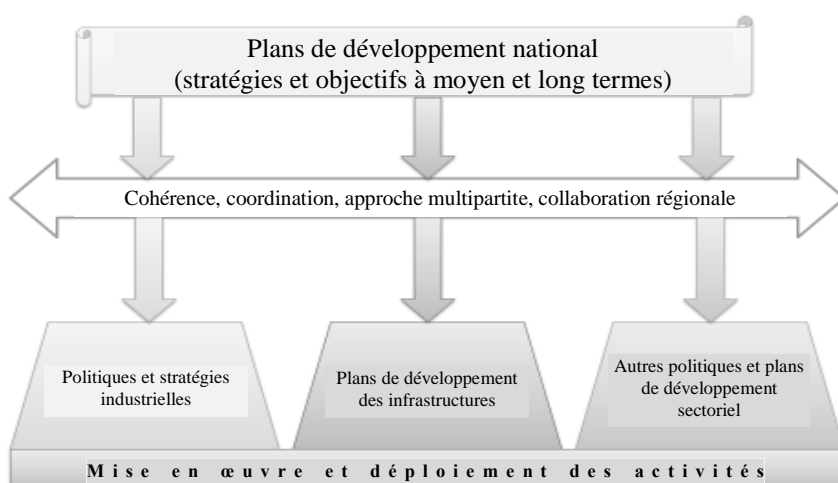 Plans de développement national
(stratégies et objectifs à moyen et long termes)
Cohérence, coordination, approche multipartite, collaboration régionale
Politiques et stratégies
industrielles
Plans de développement
des infrastructures
Autres politiques et plans
de développement
sectoriel
Mise en œuvre et déploiement des activités